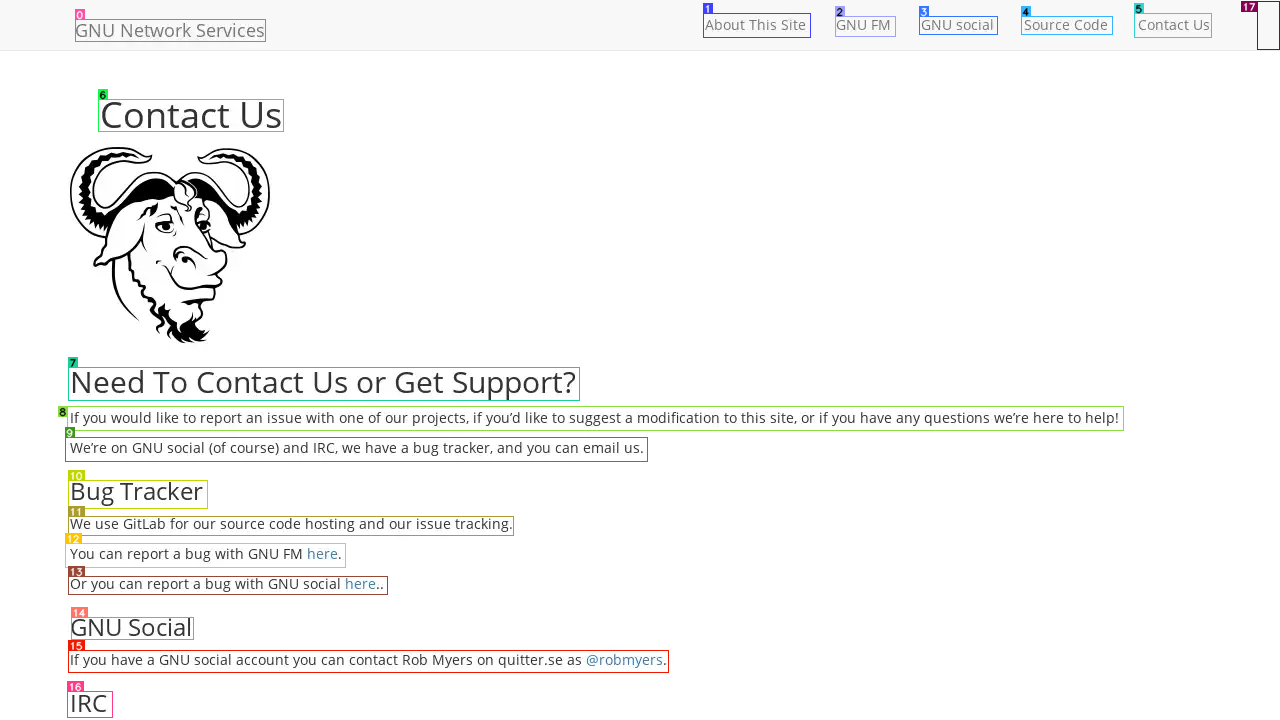 GNU Network Services
About This Site
GNU FM
GNU social
Source Code
Contact Us
Contact Us
Need To Contact Us or Get Support?
If you would like to report an issue with one of our projects, if you’d like to suggest a modification to this site, or if you have any questions we’re here to help!
We’re on GNU social (of course) and IRC, we have a bug tracker, and you can email us.
Bug Tracker
We use GitLab for our source code hosting and our issue tracking.
You can report a bug with GNU FM here.
Or you can report a bug with GNU social here..
GNU Social
If you have a GNU social account you can contact Rob Myers on quitter.se as @robmyers.
IRC
0
1
2
3
4
5
6
7
8
9
10
11
12
13
14
15
16
17